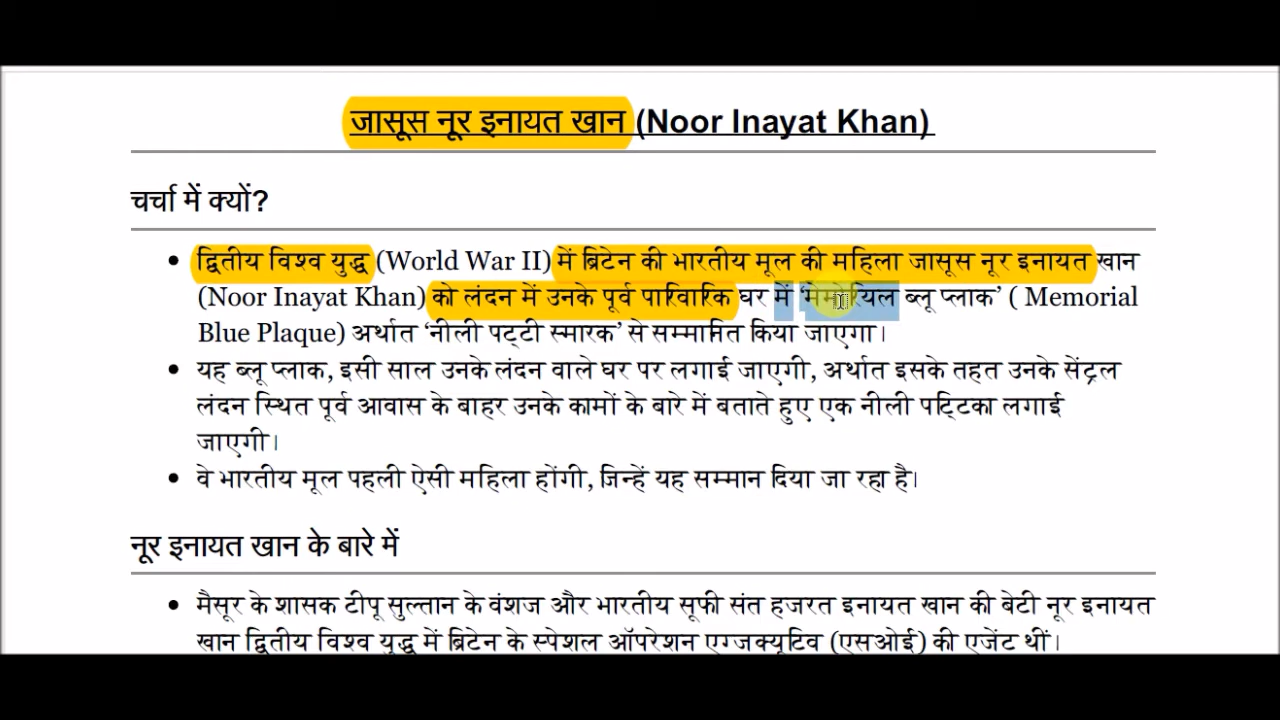 जासूस नूर इनायत खान (Noor Inayat Khan)
चर्चा में क्यों?
• द्वितीय विश्व युद्ध (World War II) में ब्रिटेन की भारतीय मूल की महिला जासूस नूर इनायत खान
(Noor Inayat Khan) को लंदन में उनके पूर्व पारिवारिक घर में ‘मेमोरियल ब्लू प्लाक’ ( Memorial
Blue Plaque) अर्थात ‘नीली पट्टी स्मारक’ से सम्मानित किया जाएगा।
• यह ब्लू प्लाक, इसी साल उनके लंदन वाले घर पर लगाई जाएगी, अर्थात इसके तहत उनके सेंट्रल
लंदन स्थित पूर्व आवास के बाहर उनके कामों के बारे में बताते हुए एक नीली पट्टिका लगाई
जाएगी।
• वे भारतीय मूल पहली ऐसी महिला होंगी, जिन्हें यह सम्मान दिया जा रहा है।
नूर इनायत खान के बारे में
• मैसूर के शासक टीपू सुल्तान के वंशज और भारतीय सूफी संत हजरत इनायत खान की बेटी नूर इनायत
खान द्वितीय विश्व युद्ध में ब्रिटेन के स्पेशल ऑपरेशन एग्जक्यूटिव (एसओई) की एजेंट थीं।